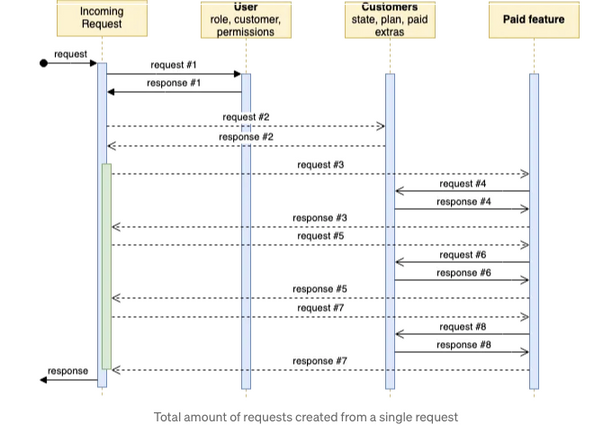 Incoming
Request
User
role, customer,
permissions
Customers
state, plan, paid
extras
Paid feature
request
request #1
response #1
request #2
response #2
request #3
request #4
response #4
response #3
request #5
request #6
response #6
response #5
request #7
request #8
response #8
response #7
response
Total amount of requests created from a single request